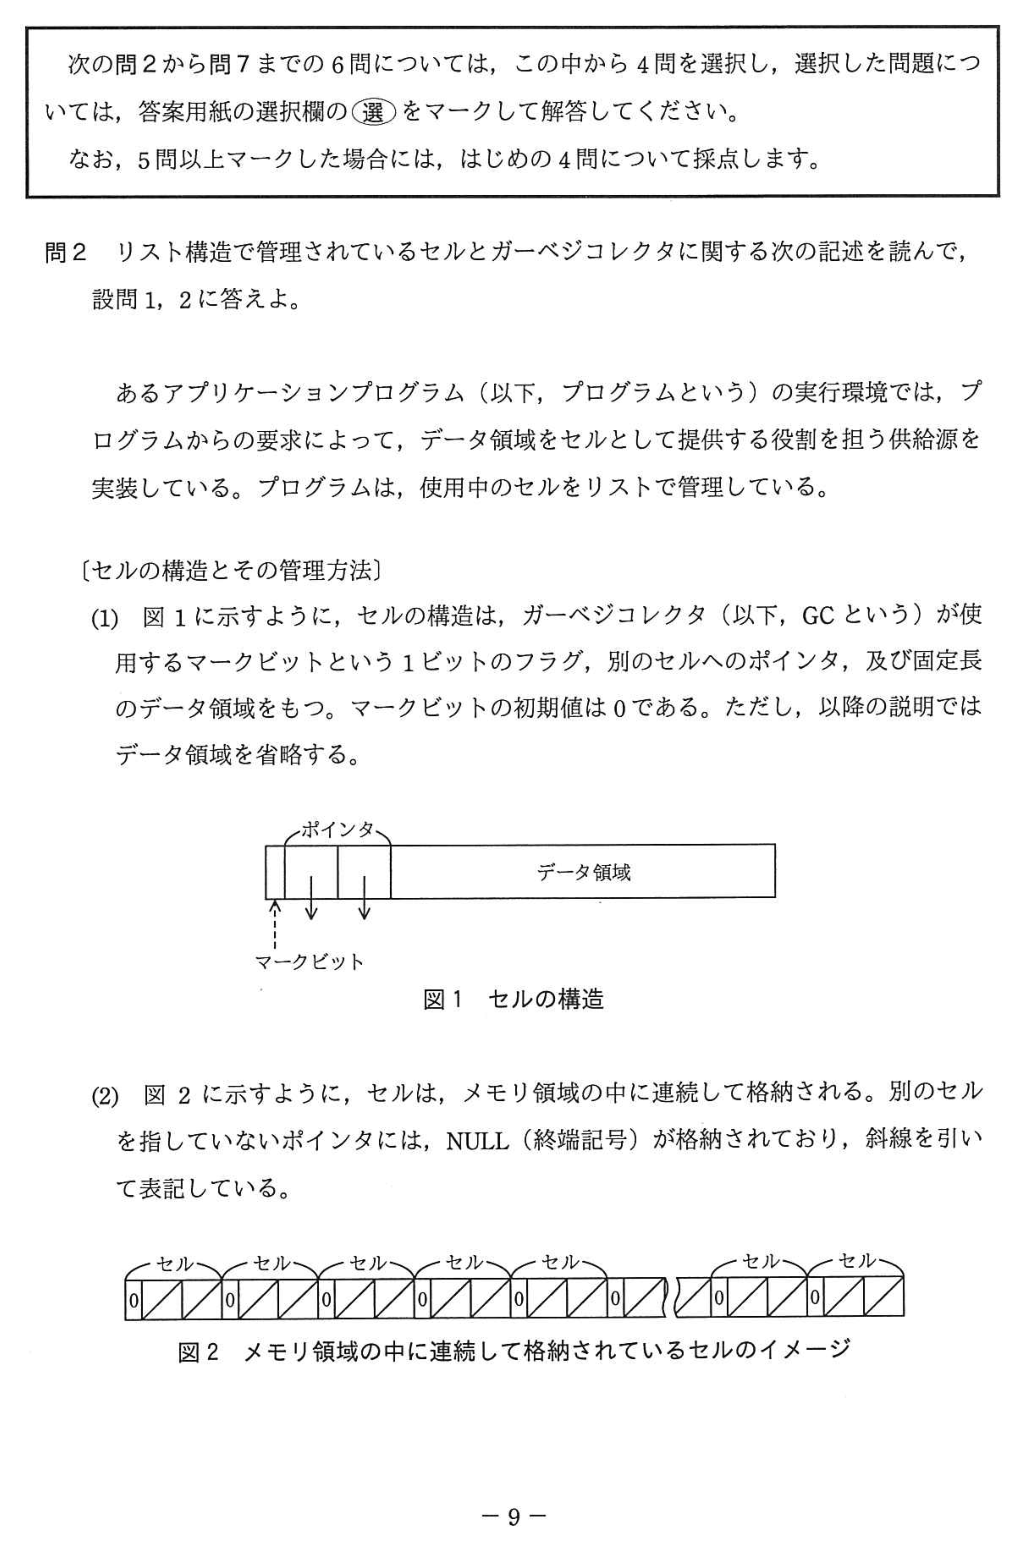 次の問2から問7までの6問については，この中から4問を選択し，選択した問題につ
いては，答案用紙の選択欄の選をマークして解答してください。
なお，5問以上マークした場合には，はじめの4問について採点します。
問2　リスト構造で管理されているセルとガーベジコレクタに関する次の記述を読んで，
設問1，2に答えよ。
あるアプリケーションプログラム（以下，プログラムという）の実行環境では，プ
ログラムからの要求によって，データ領域をセルとして提供する役割を担う供給源を
実装している。プログラムは，使用中のセルをリストで管理している。
〔セルの構造とその管理方法〕
(1)　図1に示すように，セルの構造は，ガーベジコレクタ（以下，GCという）が使
用するマークビットという1ビットのフラグ，別のセルへのポインタ，及び固定長
のデータ領域をもつ。マークビットの初期値は0である。ただし，以降の説明では
データ領域を省略する。
ポインタ
データ領域
マークビット
図1　セルの構造
(2)　図2に示すように，セルは，メモリ領域の中に連続して格納される。別のセル
を指していないポインタには，NULL（終端記号）が格納されており，斜線を引い
て表記している。
セル セル セル セル セル セル セル
0 0 0 0 0 0 0 0
図2　メモリ領域の中に連続して格納されているセルのイメージ
－9－